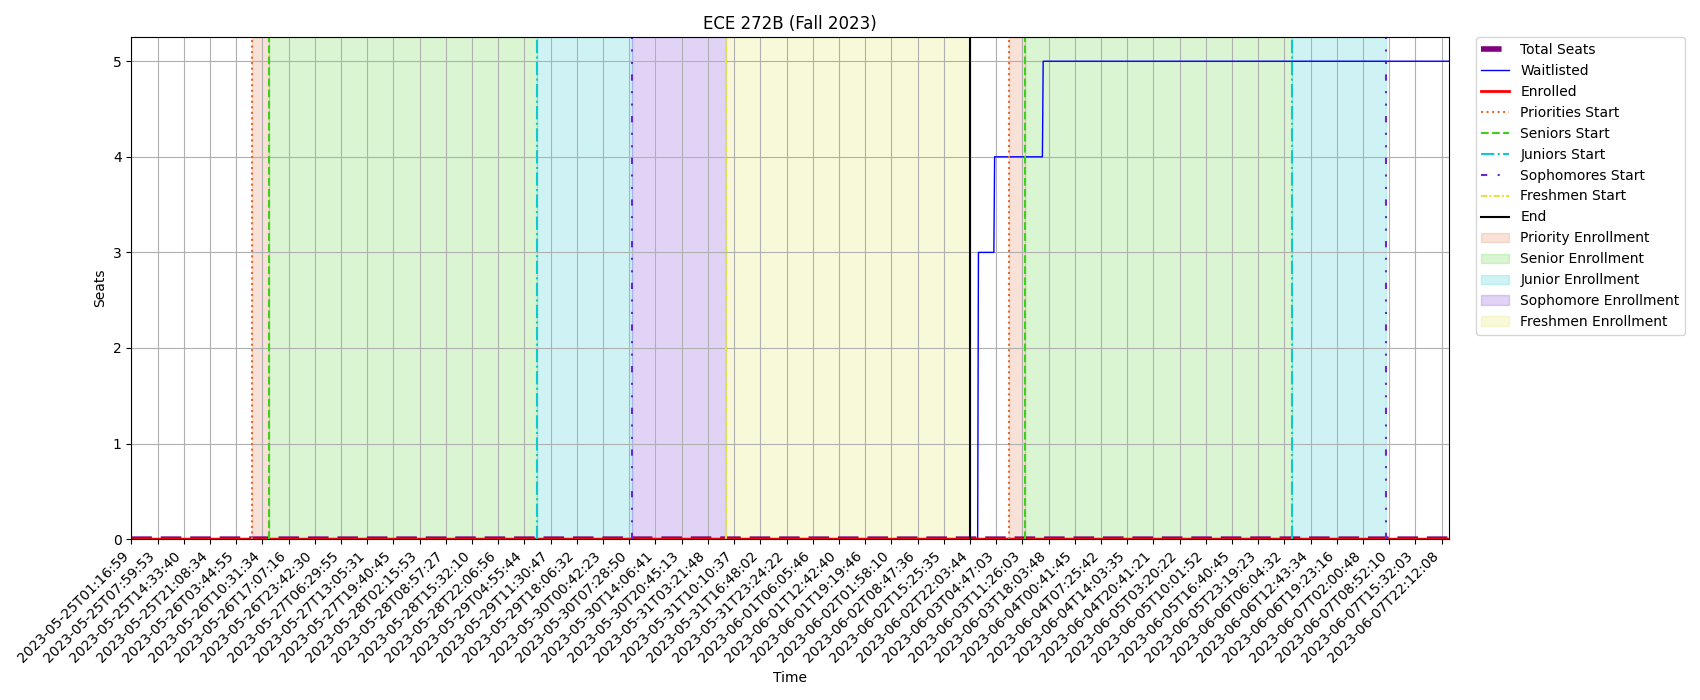 ECE 272B (Fall 2023)
Seats
5
4
3
2
1
0
2023-05-25T01:16:59
2023-05-25T07:59:53
2023-05-25T14:33:40
2023-05-25T21:08:34
2023-05-26T03:44:55
2023-05-26T10:31:34
2023-05-26T17:07:16
2023-05-26T23:42:30
2023-05-27T06:29:55
2023-05-27T13:05:31
2023-05-27T19:40:45
2023-05-28T02:15:53
2023-05-28T08:57:27
2023-05-28T15:32:10
2023-05-28T22:06:56
2023-05-29T04:55:44
2023-05-29T11:30:47
2023-05-29T18:06:32
2023-05-30T00:42:23
2023-05-30T07:28:50
2023-05-30T14:06:41
2023-05-30T20:45:13
2023-05-31T03:21:48
2023-05-31T10:10:37
2023-05-31T16:48:02
2023-05-31T23:24:22
2023-06-01T06:05:46
2023-06-01T12:42:40
2023-06-01T19:19:46
2023-06-02T01:58:10
2023-06-02T08:47:36
2023-06-02T15:25:35
2023-06-02T22:03:44
2023-06-03T04:47:03
2023-06-03T11:26:03
2023-06-03T18:03:48
2023-06-04T00:41:45
2023-06-04T07:25:42
2023-06-04T14:03:35
2023-06-04T20:41:21
2023-06-05T03:20:22
2023-06-05T10:01:52
2023-06-05T16:40:45
2023-06-05T23:19:23
2023-06-06T06:04:32
2023-06-06T12:43:34
2023-06-06T19:23:16
2023-06-07T02:00:48
2023-06-07T08:52:10
2023-06-07T15:32:03
2023-06-07T22:12:08
Time
Total Seats
Waitlisted
Enrolled
Priorities Start
Seniors Start
Juniors Start
Sophomores Start
Freshmen Start
End
Priority Enrollment
Senior Enrollment
Junior Enrollment
Sophomore Enrollment
Freshmen Enrollment